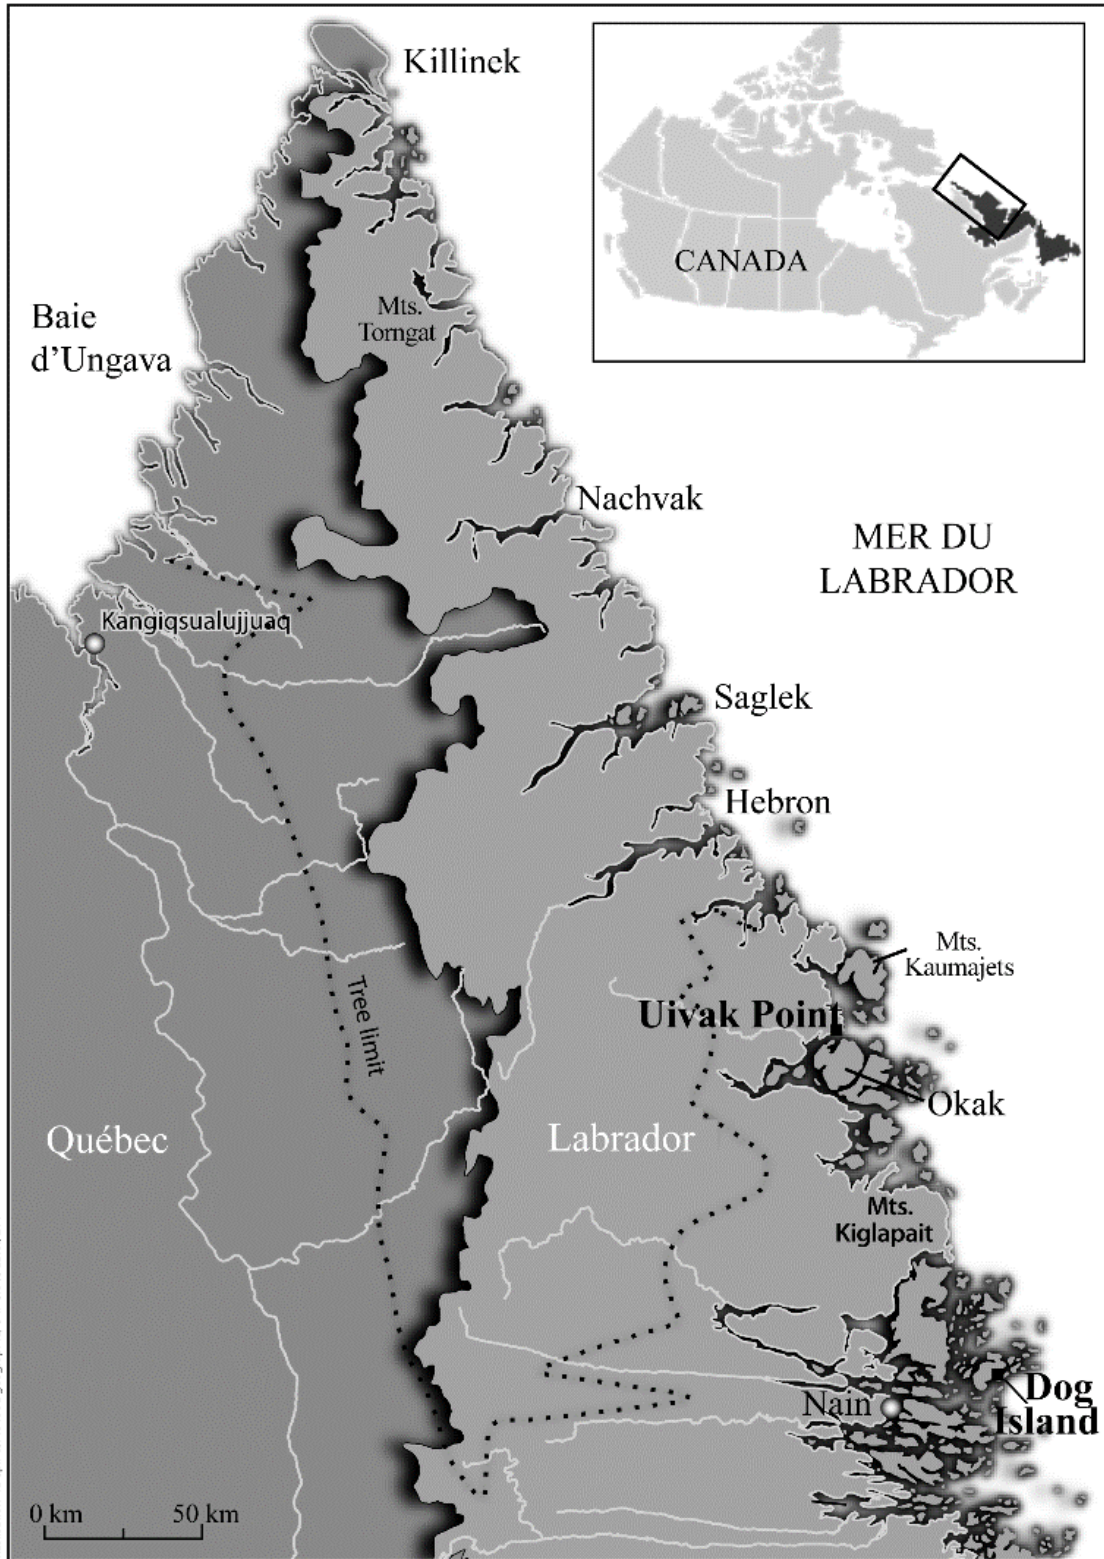 Killinek
CANADA
Mts.
Torngat
Baie
d'Ungava
Nachvak
MER DU
LABRADOR
Kangiqsualujjuaq
Saglek
Hebron
Mts.
Kaumajets
Uivak Point
Tree limit
Okak
Québec
Labrador
Mts.
Kiglapait
Dog
Island
Nain
0 km 50 km